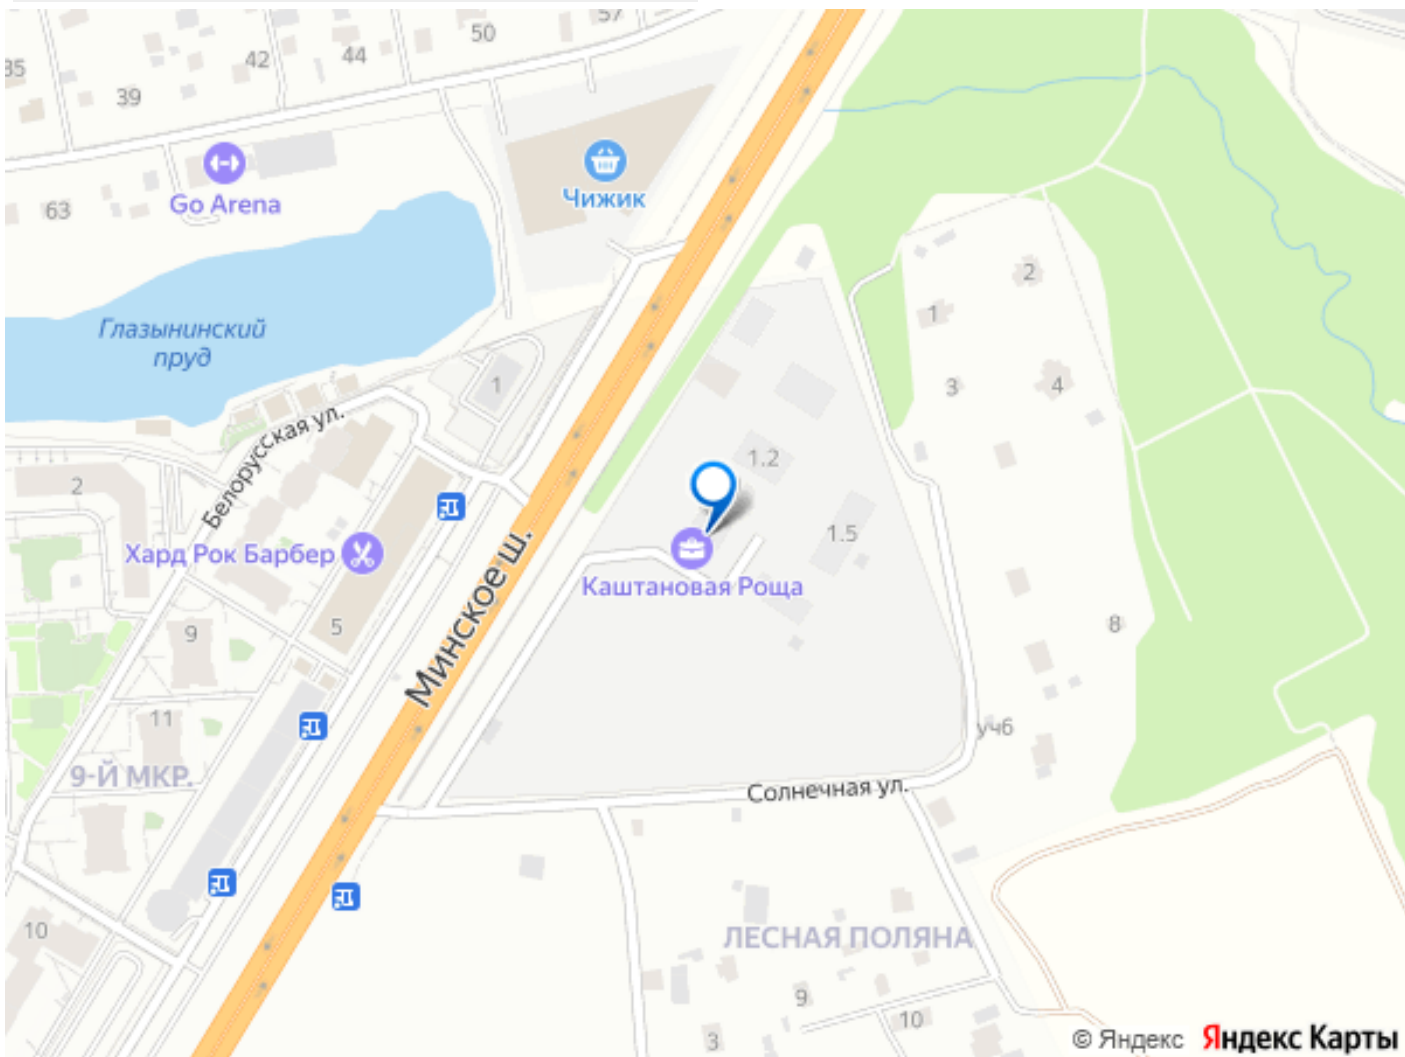 57
50
42
44
35
39
Чижик
Go Arena
63
Глазынинский
пруд
2
1
1
3
4
Белорусская ул.
1.2
2
Хард Рок Барбер
1.5
Каштановая Роща
Минское ш.
9
5
8
11
уч6
9-Й МКР.
Солнечная ул.
10
ЛЕСНАЯ ПОЛЯНА
9
10
3
© Яндекс Яндекс Карты